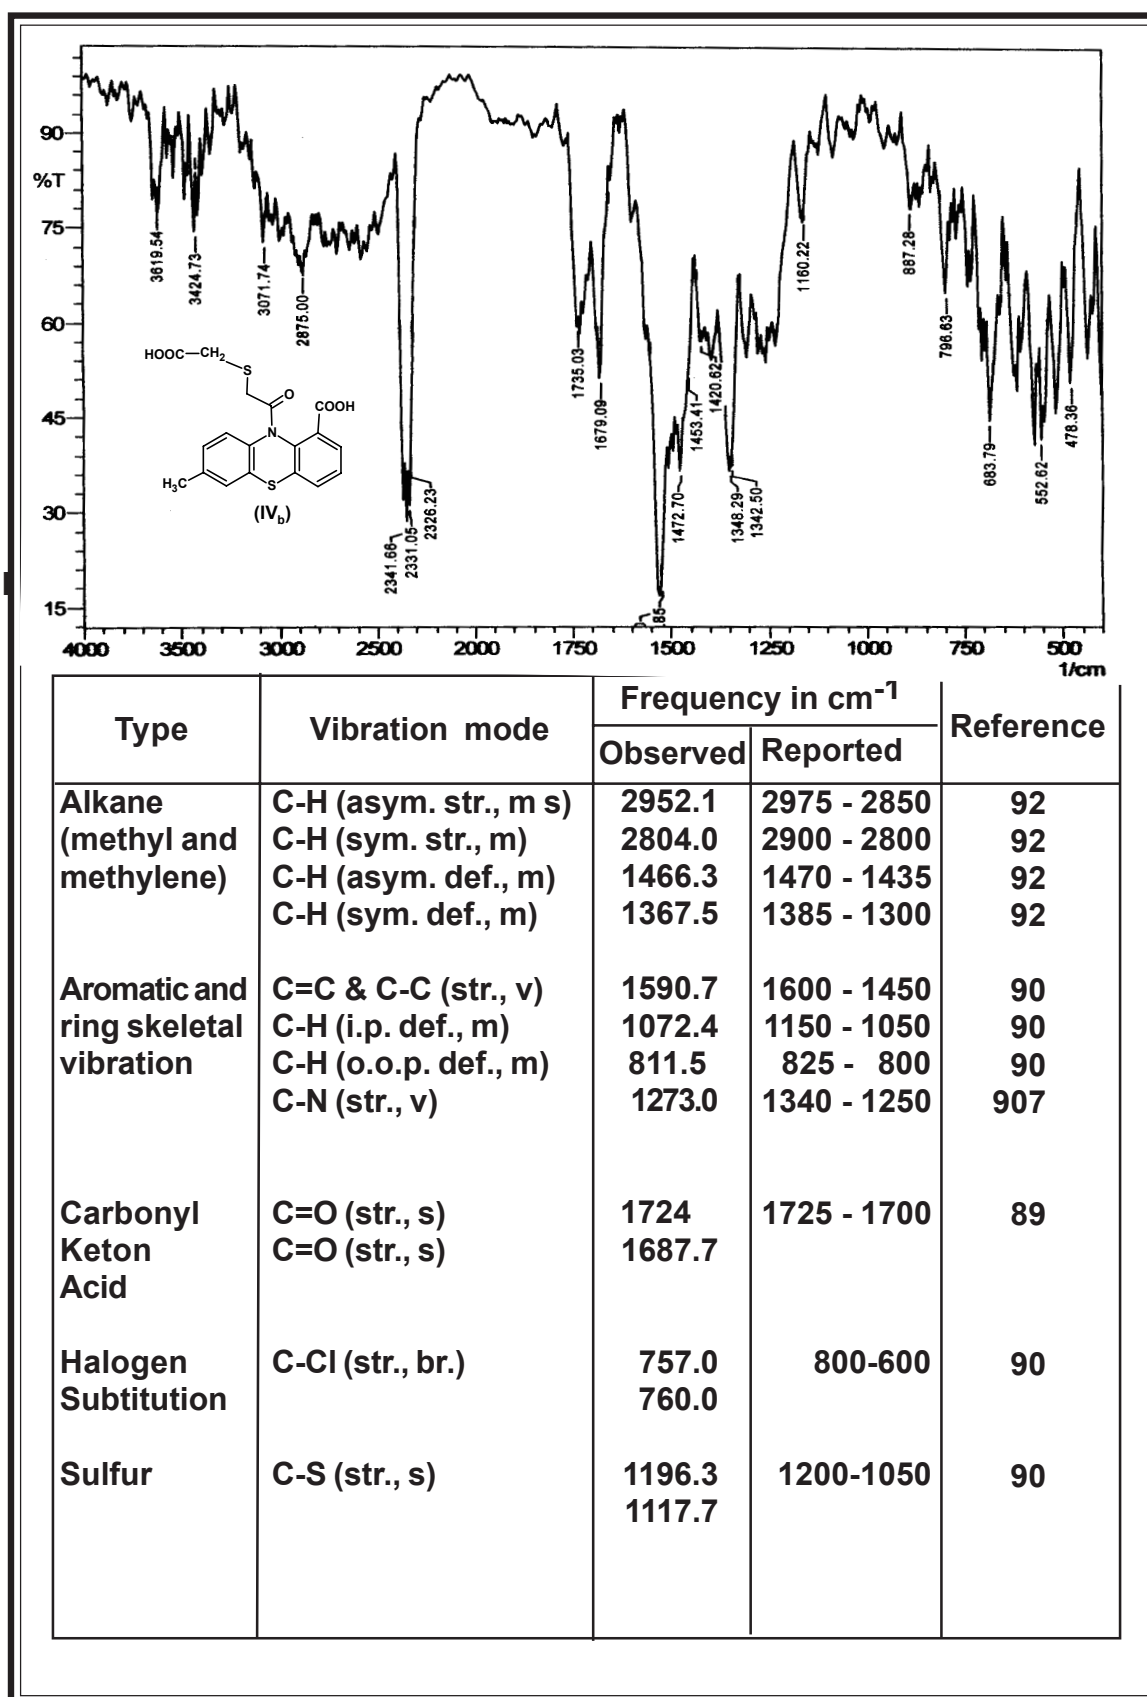 90
%T
75
60
45
30
15
3619.54
3424.73
3071.74
2875.00
2341.66
2331.05
2326.23
1735.03
1679.09
1472.70
1453.41
1420.62
1348.29
1342.50
1160.22
887.28
796.63
683.79
552.62
478.36
HOOC—CH2
S
O
N
COOH
H3C
S
(IVb)
4000 3500 3000 2500 2000 1750 1500 1250 1000 750 500
1/cm
Type Vibration mode Frequency in cm-1 Reference
Observed Reported
Alkane C-H (asym. str., m s) 2952.1 2975 - 2850 92
(methyl and C-H (sym. str., m) 2804.0 2900 - 2800 92
methylene) C-H (asym. def., m) 1466.3 1470 - 1435 92
C-H (sym. def., m) 1367.5 1385 - 1300 92
Aromatic and C=C & C-C (str., v) 1590.7 1600 - 1450 90
ring skeletal C-H (i.p. def., m) 1072.4 1150 - 1050 90
vibration C-H (o.o.p. def., m) 811.5 825 - 800 90
C-N (str., v) 1273.0 1340 - 1250 907
Carbonyl C=O (str., s) 1724 1725 - 1700 89
Keton C=O (str., s) 1687.7
Acid
Halogen C-Cl (str., br.) 757.0 800-600 90
Subtitution 760.0
Sulfur C-S (str., s) 1196.3 1200-1050 90
1117.7